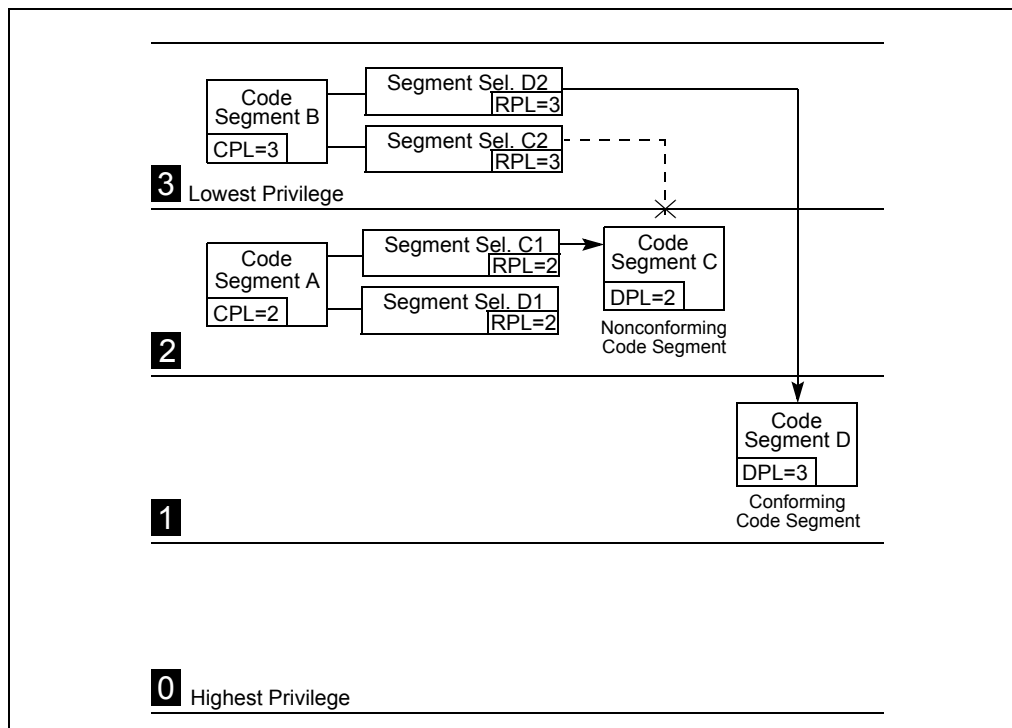 Code
Segment B
CPL=3
Segment Sel. D2
RPL=3
Segment Sel. C2
RPL=3
3 Lowest Privilege
Code
Segment A
CPL=2
Segment Sel. C1
RPL=2
Segment Sel. D1
RPL=2
Code
Segment C
DPL=2
Nonconforming
Code Segment
2
Code
Segment D
DPL=3
Conforming
Code Segment
1
0 Highest Privilege